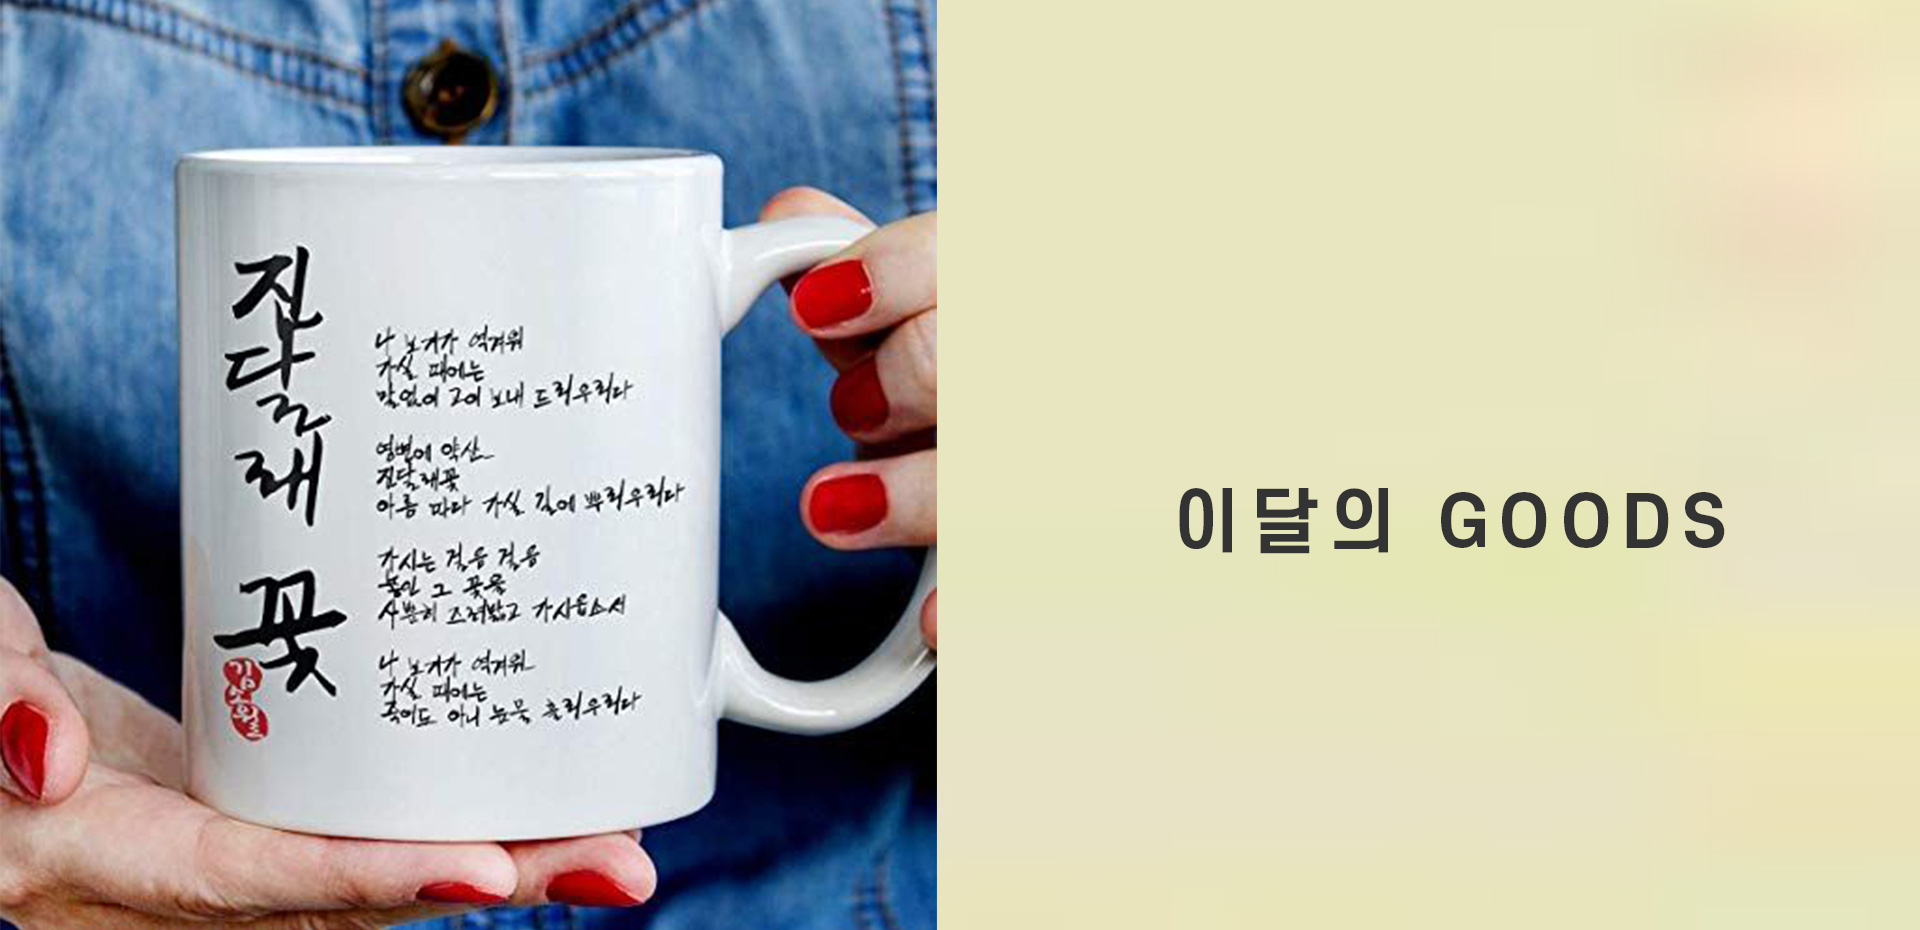 진달래 꽃
김소월
나 보기가 역겨워
가실 때에는
말없이 고이 보내 드리우리다
영변에 약산
진달래꽃
아름 따다 가실 길에 뿌리우리다
가시는 걸음 걸음
놓인 그 꽃을
사뿐히 즈려밟고 가시옵소서
나 보기가 역겨워
가실 때에는
죽어도 아니 눈물 흘리우리다
이달의 GOODS